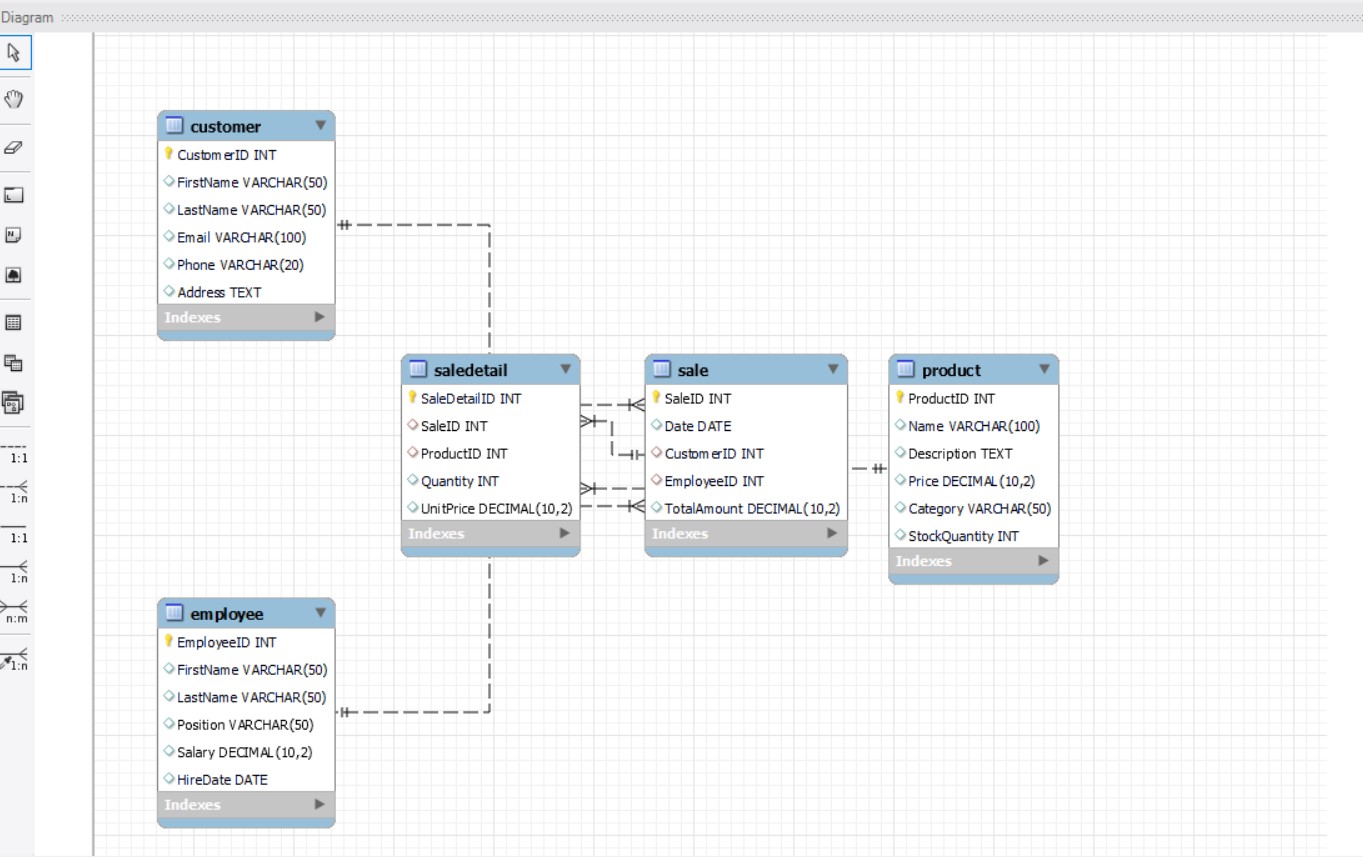 Diagram
customer
CustomerID INT
FirstName VARCHAR(50)
LastName VARCHAR(50)
Email VARCHAR(100)
Phone VARCHAR(20)
Address TEXT
Indexes
saledetail
SaleDetailID INT
SaleID INT
ProductID INT
Quantity INT
UnitPrice DECIMAL(10,2)
Indexes
sale
SaleID INT
Date DATE
CustomerID INT
EmployeeID INT
TotalAmount DECIMAL(10,2)
Indexes
product
ProductID INT
Name VARCHAR(100)
Description TEXT
Price DECIMAL(10,2)
Category VARCHAR(50)
StockQuantity INT
Indexes
employee
EmployeeID INT
FirstName VARCHAR(50)
LastName VARCHAR(50)
Position VARCHAR(50)
Salary DECIMAL(10,2)
HireDate DATE
Indexes
1:1
1:n
1:1
1:n
n:m
1:n